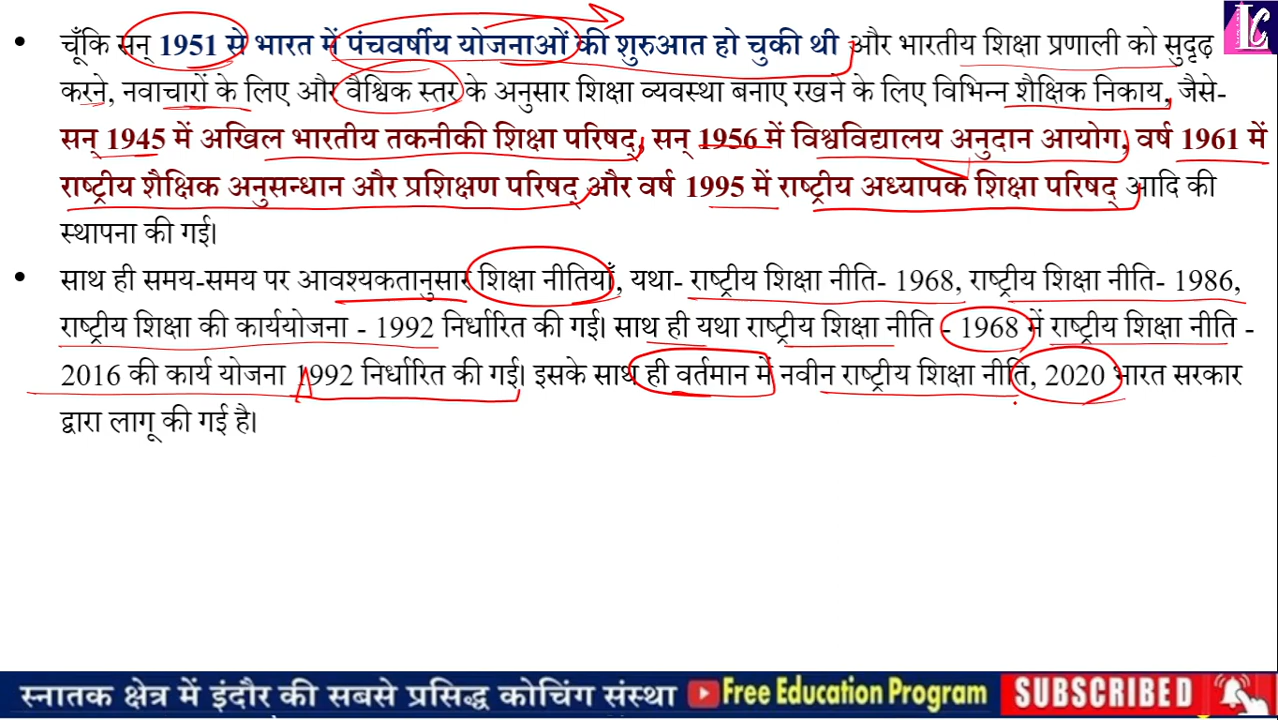 LC
• चूँकि सन् 1951 से भारत में पंचवर्षीय योजनाओं की शुरुआत हो चुकी थी और भारतीय शिक्षा प्रणाली को सुदृढ़
करने, नवाचारों के लिए और वैश्विक स्तर के अनुसार शिक्षा व्यवस्था बनाए रखने के लिए विभिन्न शैक्षिक निकाय, जैसे-
सन् 1945 में अखिल भारतीय तकनीकी शिक्षा परिषद्, सन् 1956 में विश्वविद्यालय अनुदान आयोग, वर्ष 1961 में
राष्ट्रीय शैक्षिक अनुसन्धान और प्रशिक्षण परिषद् और वर्ष 1995 में राष्ट्रीय अध्यापक शिक्षा परिषद् आदि की
स्थापना की गई।
• साथ ही समय-समय पर आवश्यकतानुसार शिक्षा नीतियाँ, यथा- राष्ट्रीय शिक्षा नीति- 1968, राष्ट्रीय शिक्षा नीति- 1986,
राष्ट्रीय शिक्षा की कार्ययोजना - 1992 निर्धारित की गई। साथ ही यथा राष्ट्रीय शिक्षा नीति - 1968 में राष्ट्रीय शिक्षा नीति -
2016 की कार्य योजना 1992 निर्धारित की गई। इसके साथ ही वर्तमान में नवीन राष्ट्रीय शिक्षा नीति, 2020 भारत सरकार
द्वारा लागू की गई है।
स्नातक क्षेत्र में इंदौर की सबसे प्रसिद्ध कोचिंग संस्था Free Education Program SUBSCRIBED